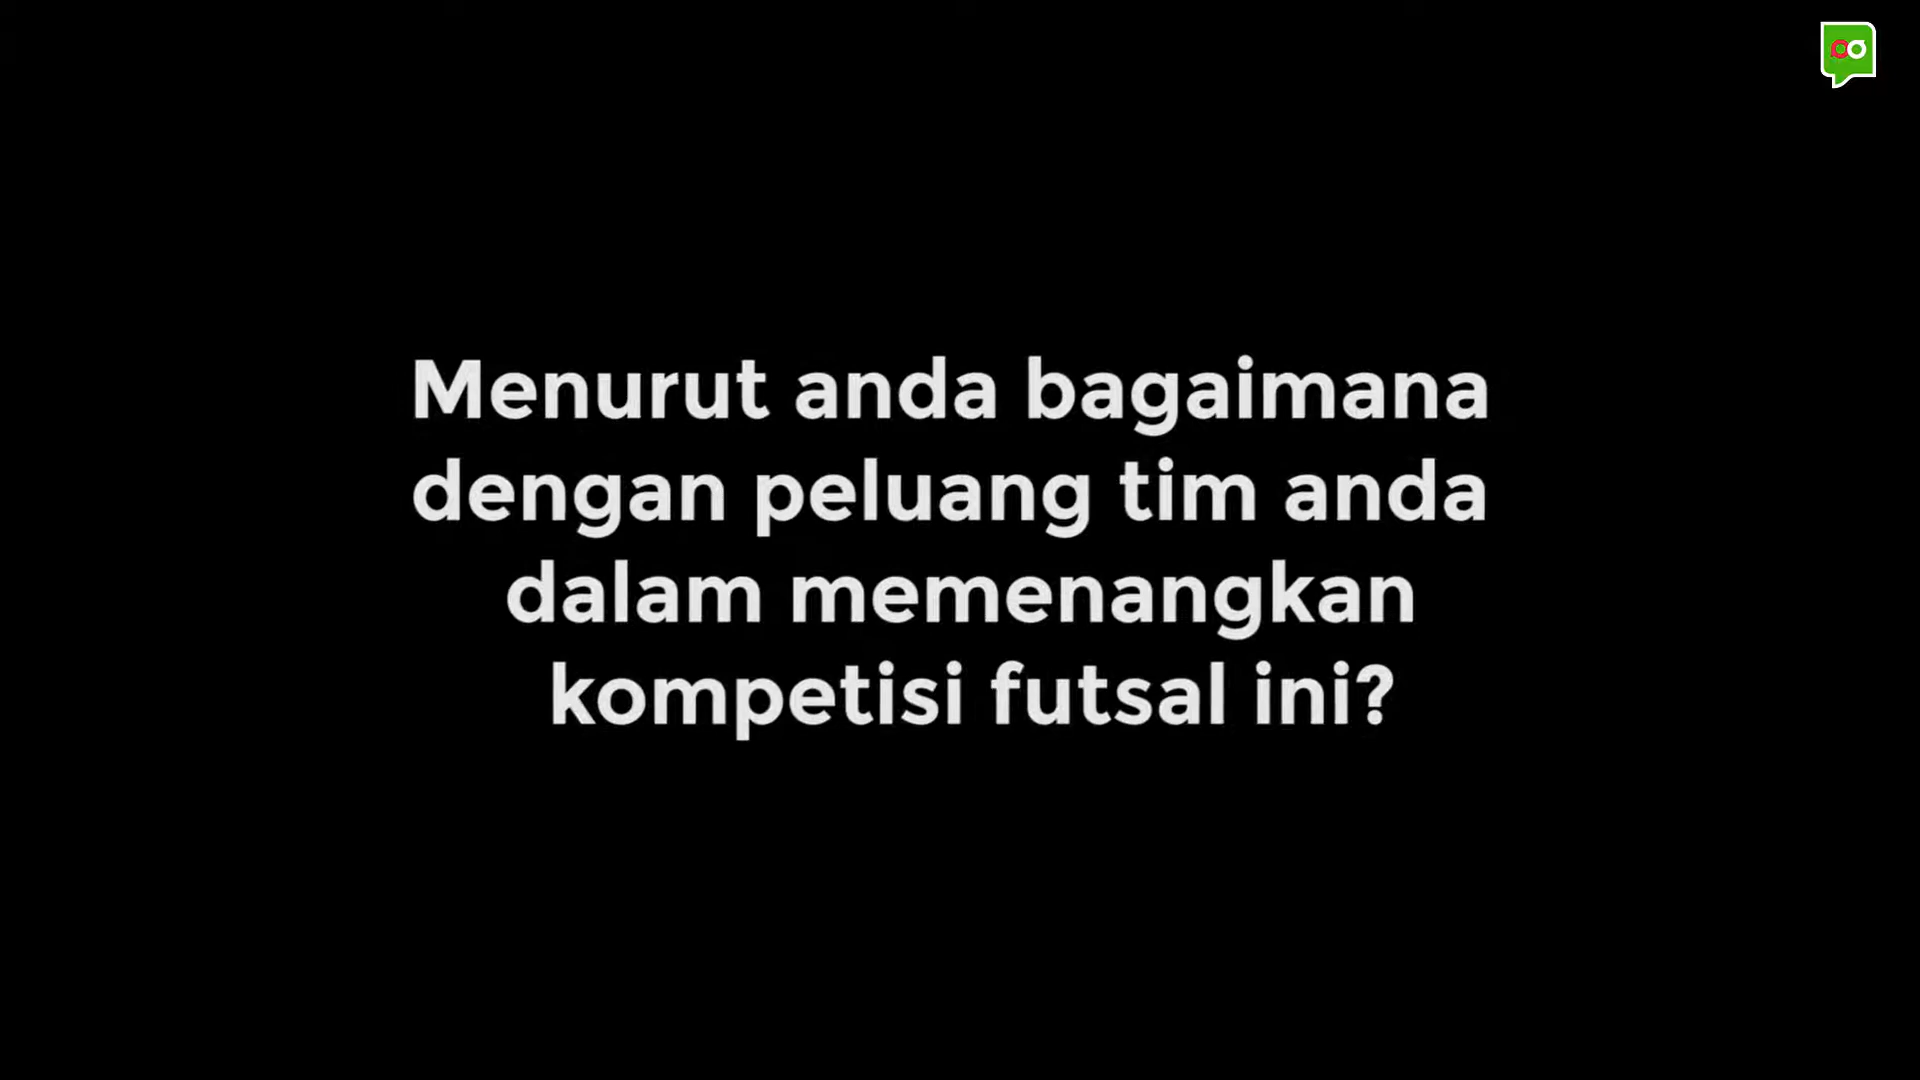 Menurut anda bagaimana
dengan peluang tim anda
dalam memenangkan
kompetisi futsal ini?